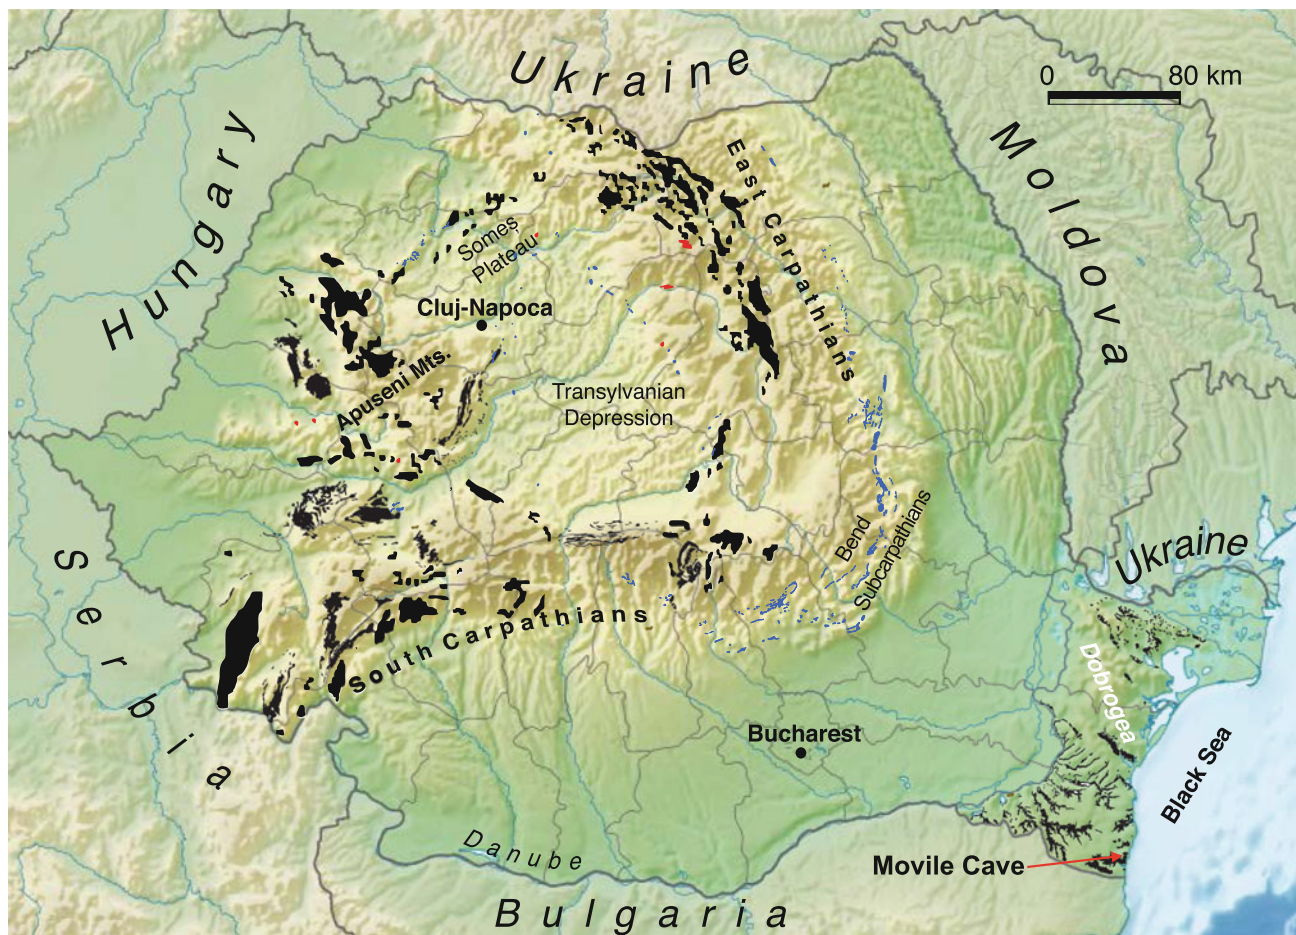 Ukraine
0 80 km
Hungary
Moldova
East Carpathians
Somes
Plateau
Cluj-Napoca
Apuseni Mts.
Transylvanian
Depression
Bend
Subcarpathians
Ukraine
Serbia
South Carpathians
Dobrogea
Bucharest
Black Sea
Danube
Movile Cave
Bulgaria